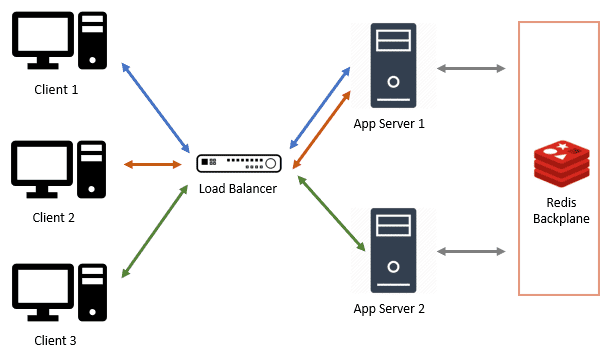 Client 1
Client 2
Client 3
Load Balancer
App Server 1
App Server 2
Redis
Backplane